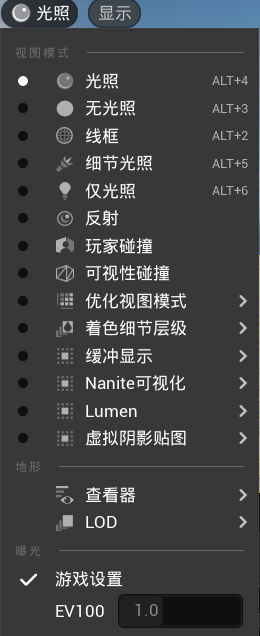 光照 显示
视图模式
光照 ALT+4
无光照 ALT+3
线框 ALT+2
细节光照 ALT+5
仅光照 ALT+6
反射
玩家碰撞
可视性碰撞
优化视图模式
着色细节层级
缓冲显示
Nanite可视化
Lumen
虚拟阴影贴图
地形
查看器
LOD
曝光
游戏设置
EV100 1.0